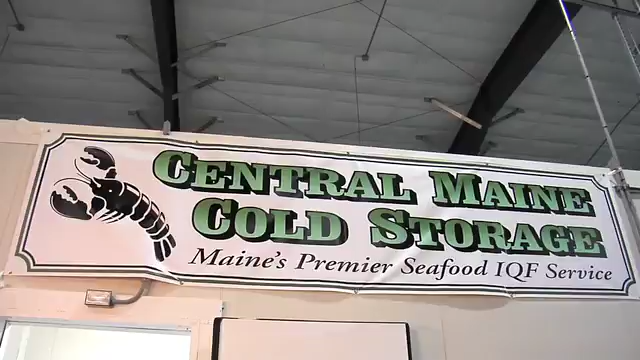 CENTRAL MAINE
COLD STORAGE
Maine's Premier Seafood IQF Service